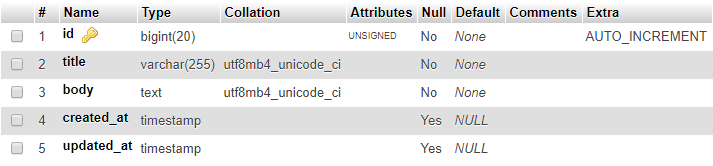 # Name Type Collation Attributes Null Default Comments Extra
1 id bigint(20) UNSIGNED No None AUTO_INCREMENT
2 title varchar(255) utf8mb4_unicode_ci No None
3 body text utf8mb4_unicode_ci No None
4 created_at timestamp Yes NULL
5 updated_at timestamp Yes NULL